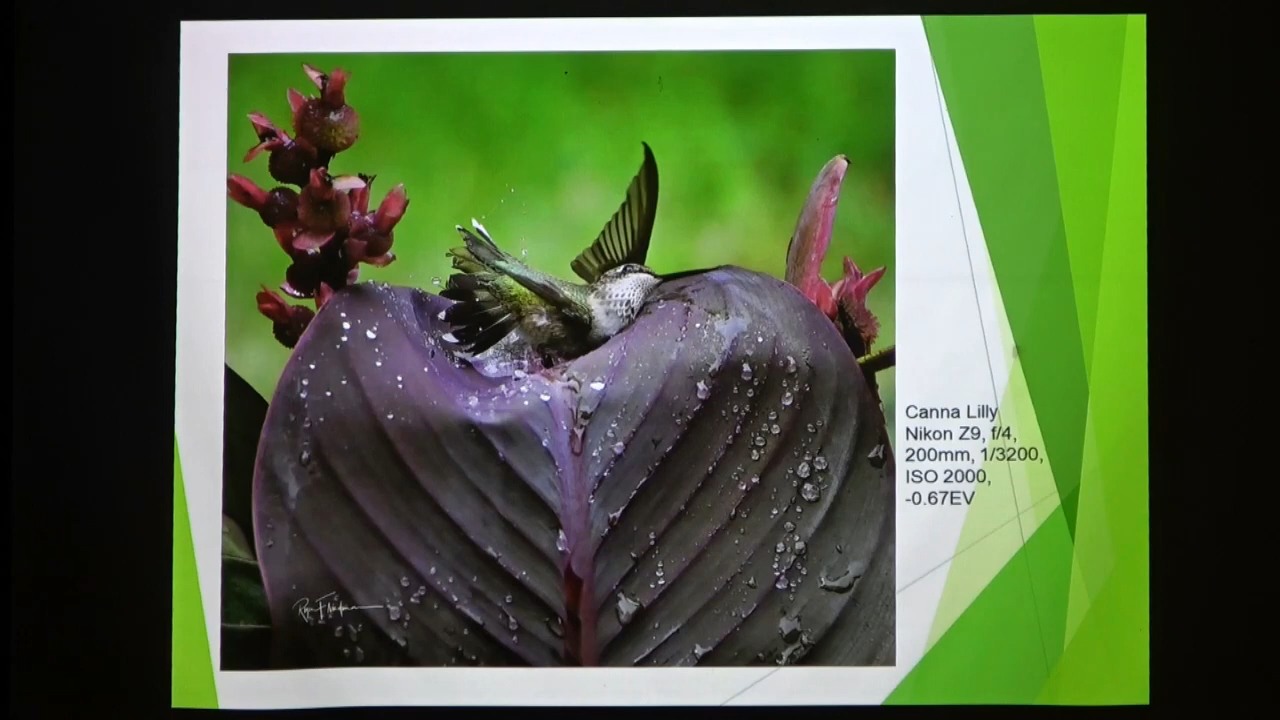 Canna Lilly
Nikon Z9, f/4,
200mm, 1/3200,
ISO 2000,
-0.67EV